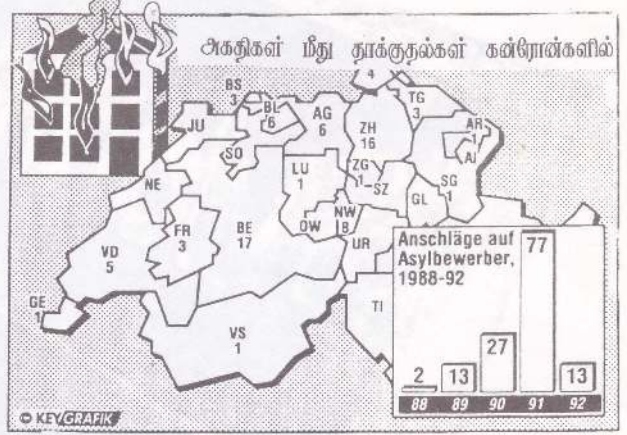 அகதிகள் மீது தாக்குதல்கள் கன்ரோன்களில்
4
BS
3
BL
6
AG
6
ZH
16
TG
3
AR
1
AI
JU
SO
LU
1
ZG
1
SZ
SG
1
GL
NE
FR
3
BE
17
OW
NW
8
UR
VD
5
GE
1
VS
1
TI
Anschläge auf
Asylbewerber,
1988-92
2 13 27 77 13
88 89 90 91 92
© KEYGRAFIK